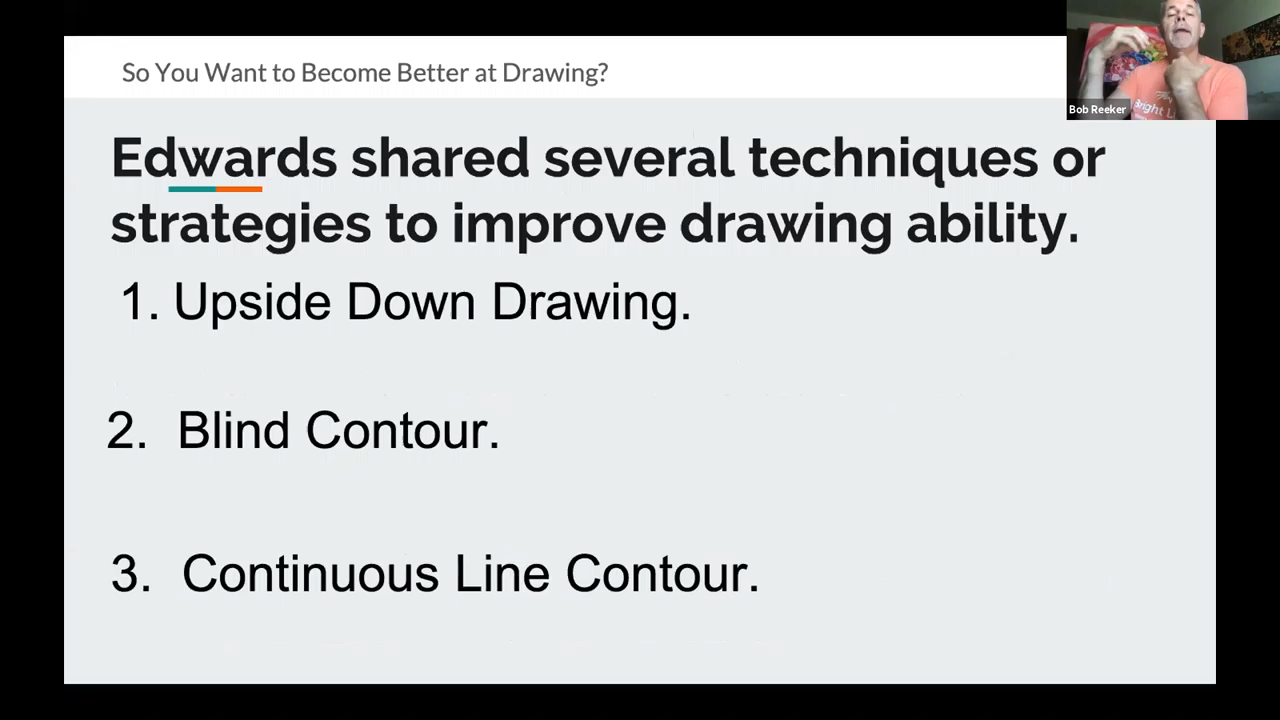 So You Want to Become Better at Drawing?
Bob Reeker
Edwards shared several techniques or
strategies to improve drawing ability.
1. Upside Down Drawing.
2. Blind Contour.
3. Continuous Line Contour.